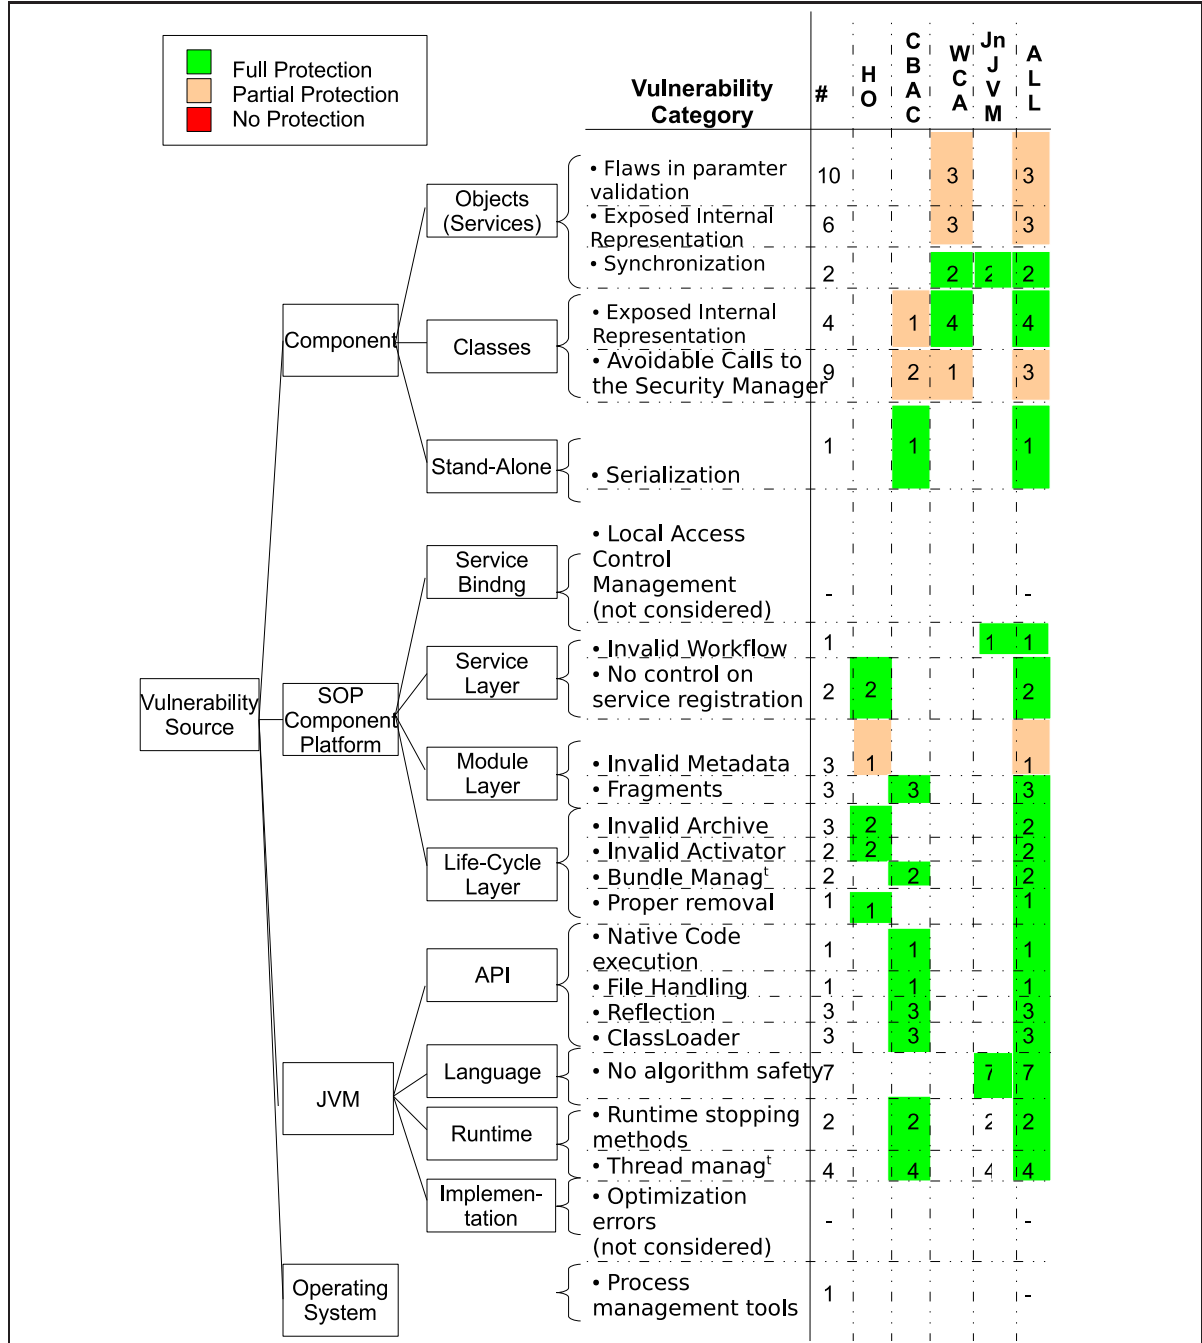 Full Protection
Partial Protection
No Protection
Vulnerability
Category
#
HO
CBAC
WCA
JnJVM
ALL
Vulnerability
Source
Component
Objects
(Services)
• Flaws in paramter
validation
10 3 3
• Exposed Internal
Representation
6 3 3
• Synchronization
2 2 2 2
Classes
• Exposed Internal
Representation
4 1 4 4
• Avoidable Calls to
the Security Manager
9 2 1 3
Stand-Alone
• Serialization
1 1 1
SOP
Component
Platform
Service
Bindng
• Local Access
Control
Management
(not considered)
- -
Service
Layer
• Invalid Workflow
1 1 1
• No control on
service registration
2 2 2
Module
Layer
• Invalid Metadata
3 1 1
• Fragments
3 3 3
Life-Cycle
Layer
• Invalid Archive
3 2 2
• Invalid Activator
2 2 2
• Bundle Managᵗ
2 2 2
• Proper removal
1 1 1
JVM
API
• Native Code
execution
1 1 1
• File Handling
1 1 1
• Reflection
3 3 3
• ClassLoader
3 3 3
Language
• No algorithm safety
7 7 7
Runtime
• Runtime stopping
methods
2 2 2 2
• Thread managᵗ
4 4 4 4
Implemen-
tation
• Optimization
errors
(not considered)
- -
Operating
System
• Process
management tools
1 -